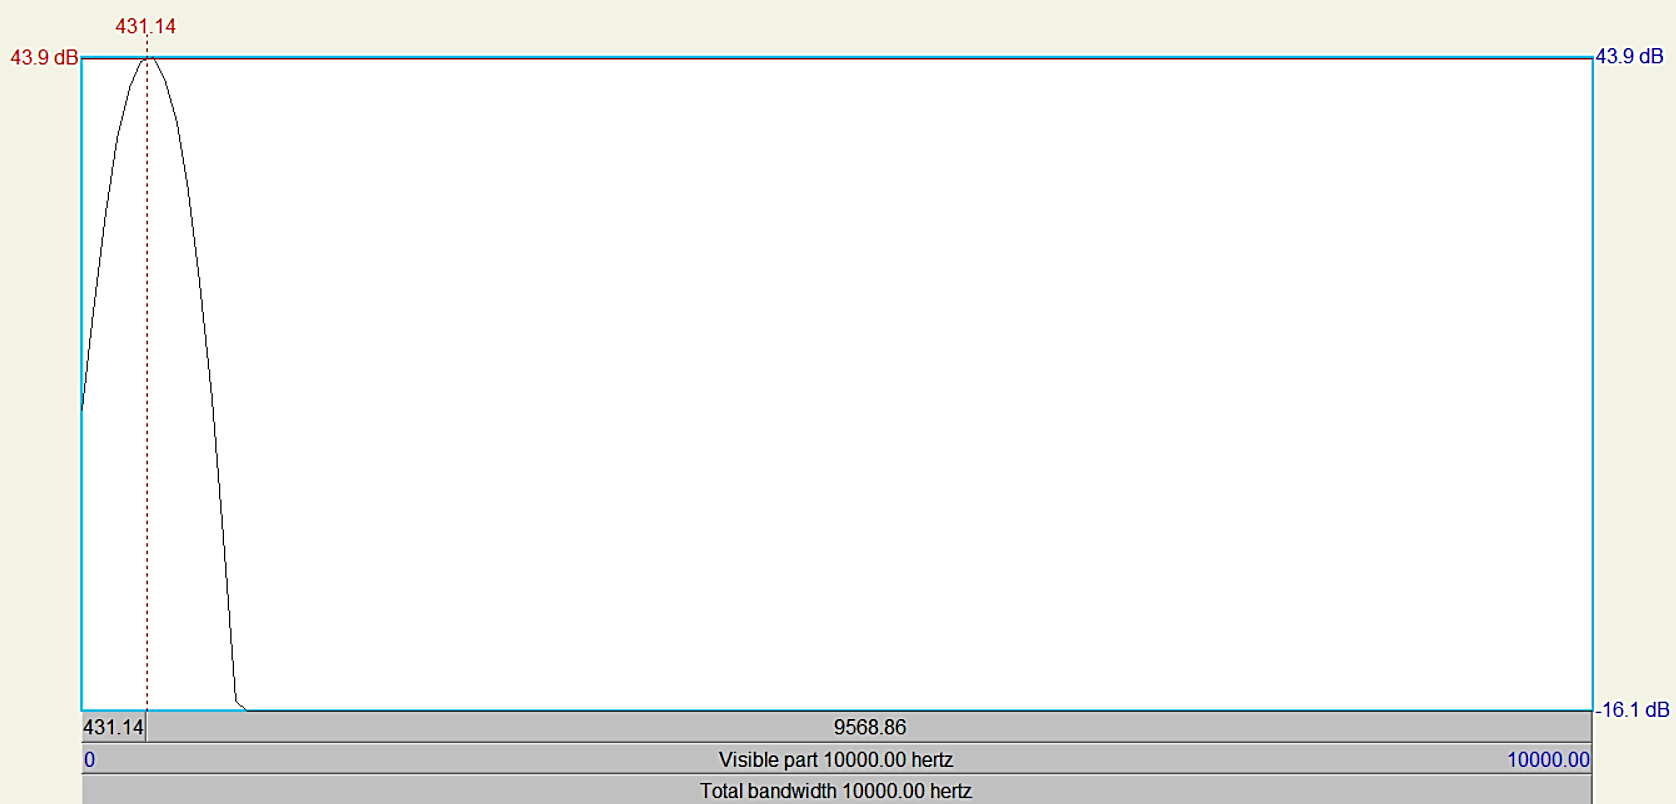 431.14
43.9 dB
43.9 dB
-16.1 dB
431.14 9568.86
0 Visible part 10000.00 hertz 10000.00
Total bandwidth 10000.00 hertz